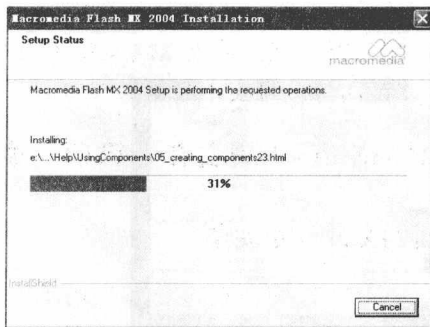 Macromedia Flash MX 2004 Installation
Setup Status
macromedia
Macromedia Flash MX 2004 Setup is performing the requested operations.
Installing:
e:\...\Help\UsingComponents\05_creating_components23.html
31%
InstallShield
Cancel